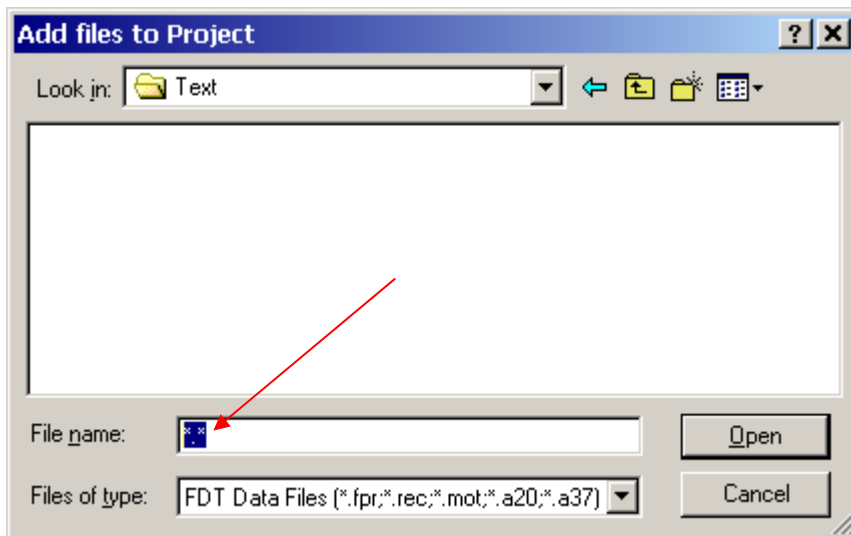 Add files to Project
Look in: Text
File name: *.*
Open
Files of type: FDT Data Files (*.fpr;*.rec;*.mot;*.a20;*.a37)
Cancel